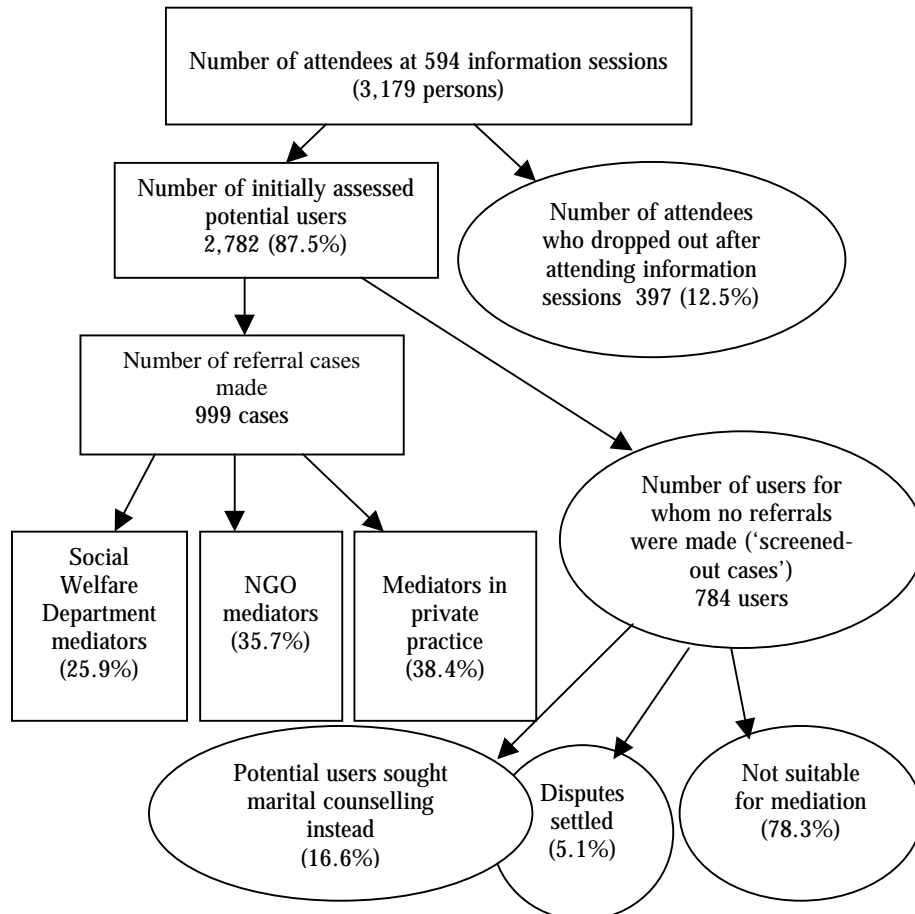 Number of attendees at 594 information sessions
(3,179 persons)
Number of initially assessed
potential users
2,782 (87.5%)
Number of attendees
who dropped out after
attending information
sessions 397 (12.5%)
Number of referral cases
made
999 cases
Number of users for
whom no referrals
were made (‘screened-
out cases’)
784 users
Social
Welfare
Department
mediators
(25.9%)
NGO
mediators
(35.7%)
Mediators in
private
practice
(38.4%)
Potential users sought
marital counselling
instead
(16.6%)
Disputes
settled
(5.1%)
Not suitable
for mediation
(78.3%)